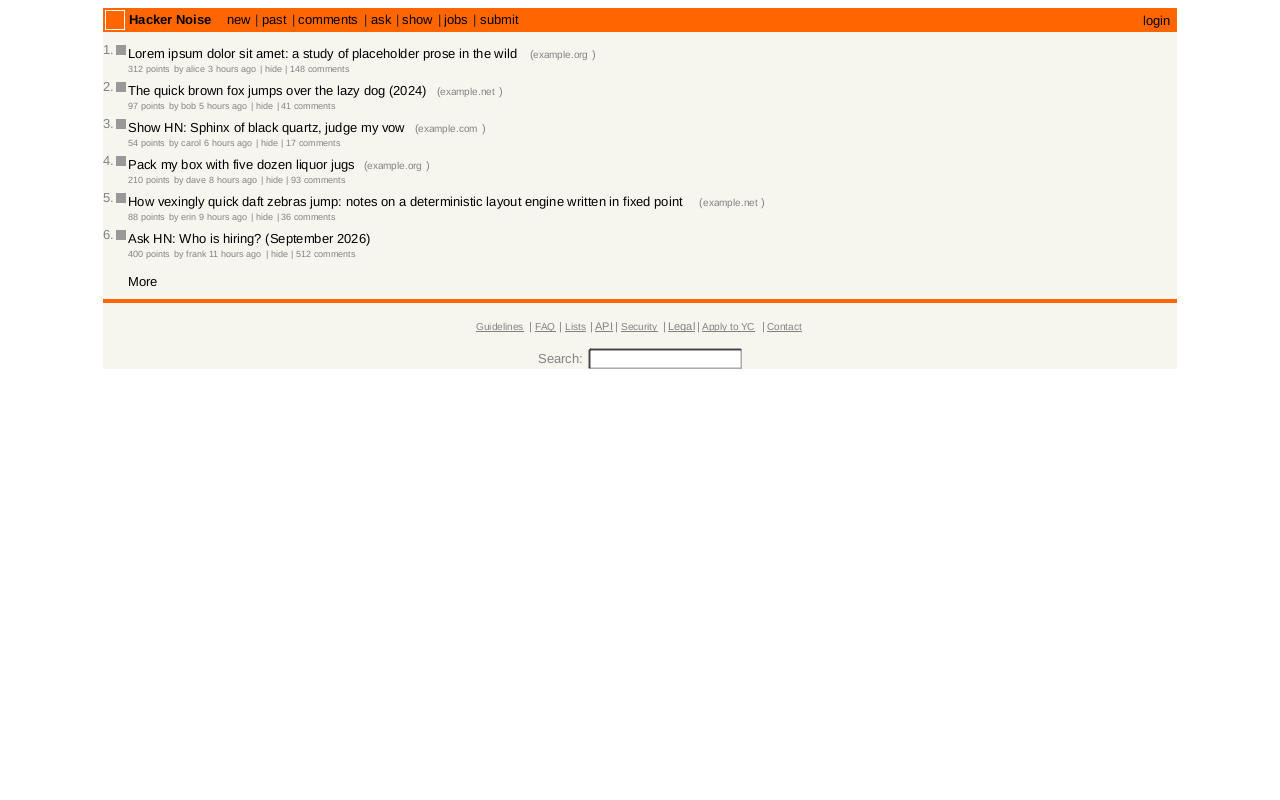 Hacker Noise new | past | comments | ask | show | jobs | submit login
1. Lorem ipsum dolor sit amet: a study of placeholder prose in the wild (example.org )
312 points by alice 3 hours ago | hide | 148 comments
2. The quick brown fox jumps over the lazy dog (2024) (example.net )
97 points by bob 5 hours ago | hide | 41 comments
3. Show HN: Sphinx of black quartz, judge my vow (example.com )
54 points by carol 6 hours ago | hide | 17 comments
4. Pack my box with five dozen liquor jugs (example.org )
210 points by dave 8 hours ago | hide | 93 comments
5. How vexingly quick daft zebras jump: notes on a deterministic layout engine written in fixed point (example.net )
88 points by erin 9 hours ago | hide | 36 comments
6. Ask HN: Who is hiring? (September 2026)
400 points by frank 11 hours ago | hide | 512 comments
More
Guidelines | FAQ | Lists | API | Security | Legal | Apply to YC | Contact
Search: